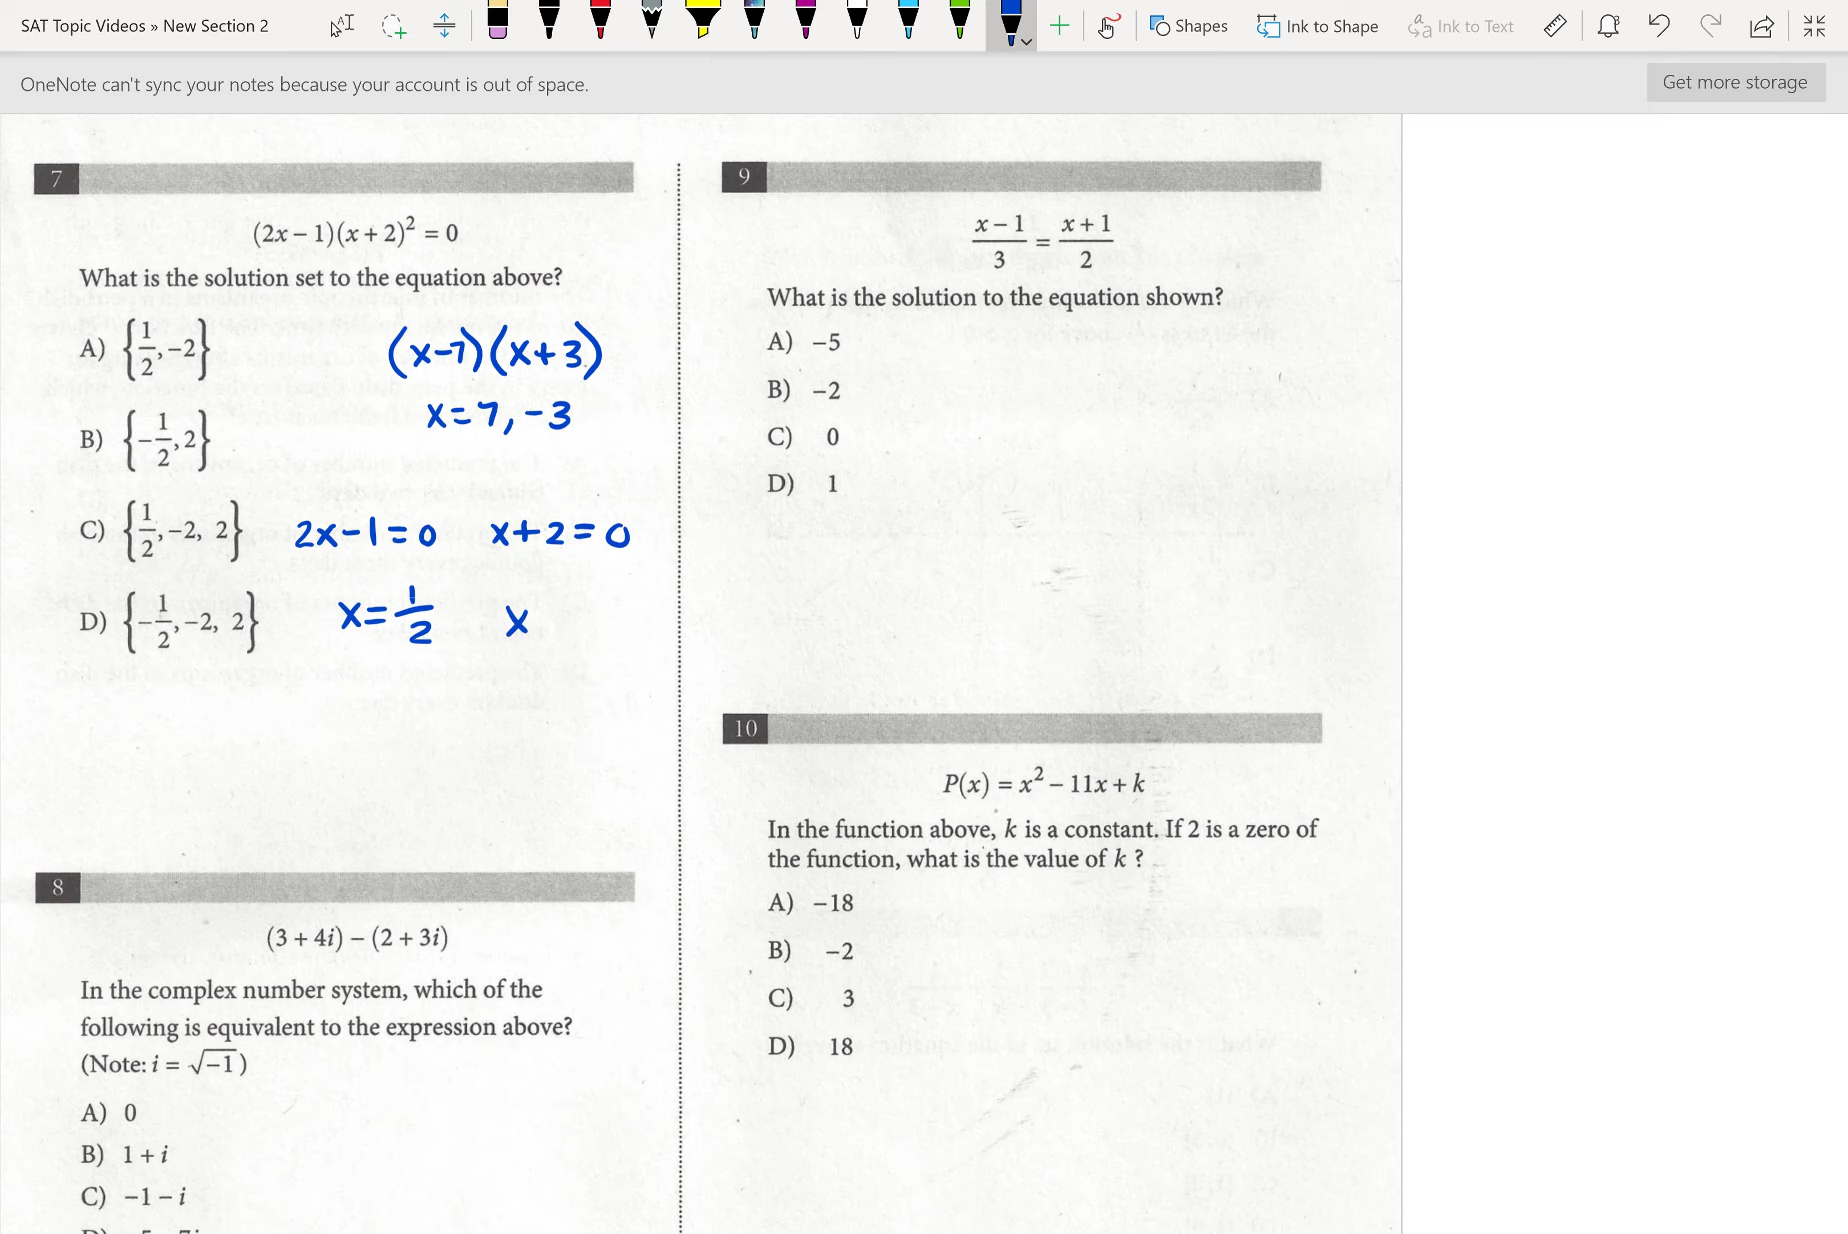 SAT Topic Videos » New Section 2
Shapes
Ink to Shape
Ink to Text
OneNote can't sync your notes because your account is out of space.
Get more storage
7
(2x – 1)(x + 2)² = 0
What is the solution set to the equation above?
A) {1/2, –2}
B) {–1/2, 2}
C) {1/2, –2, 2}
D) {–1/2, –2, 2}
(x–7)(x+3)
x=7, –3
2x–1=0 x+2=0
x=1/2 x
8
(3 + 4i) – (2 + 3i)
In the complex number system, which of the
following is equivalent to the expression above?
(Note: i = √–1)
A) 0
B) 1 + i
C) –1 – i
9
x – 1/3 = x + 1/2
What is the solution to the equation shown?
A) –5
B) –2
C) 0
D) 1
10
P(x) = x² – 11x + k
In the function above, k is a constant. If 2 is a zero of
the function, what is the value of k ?
A) –18
B) –2
C) 3
D) 18